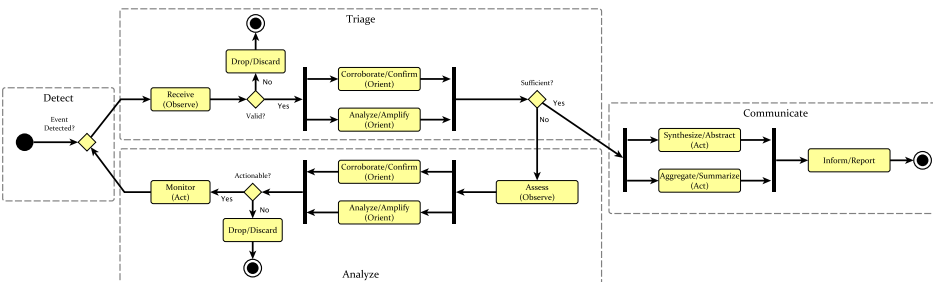 Triage
Drop/Discard
No
Corroborate/Confirm
(Orient)
Sufficient?
Detect
Receive
(Observe)
Yes
Yes
Event
Detected?
Valid?
Analyze/Amplify
(Orient)
No
Communicate
Synthesize/Abstract
(Act)
Inform/Report
Aggregate/Summarize
(Act)
Actionable?
Corroborate/Confirm
(Orient)
Monitor
(Act)
Yes
Assess
(Observe)
No
Analyze/Amplify
(Orient)
Drop/Discard
Analyze